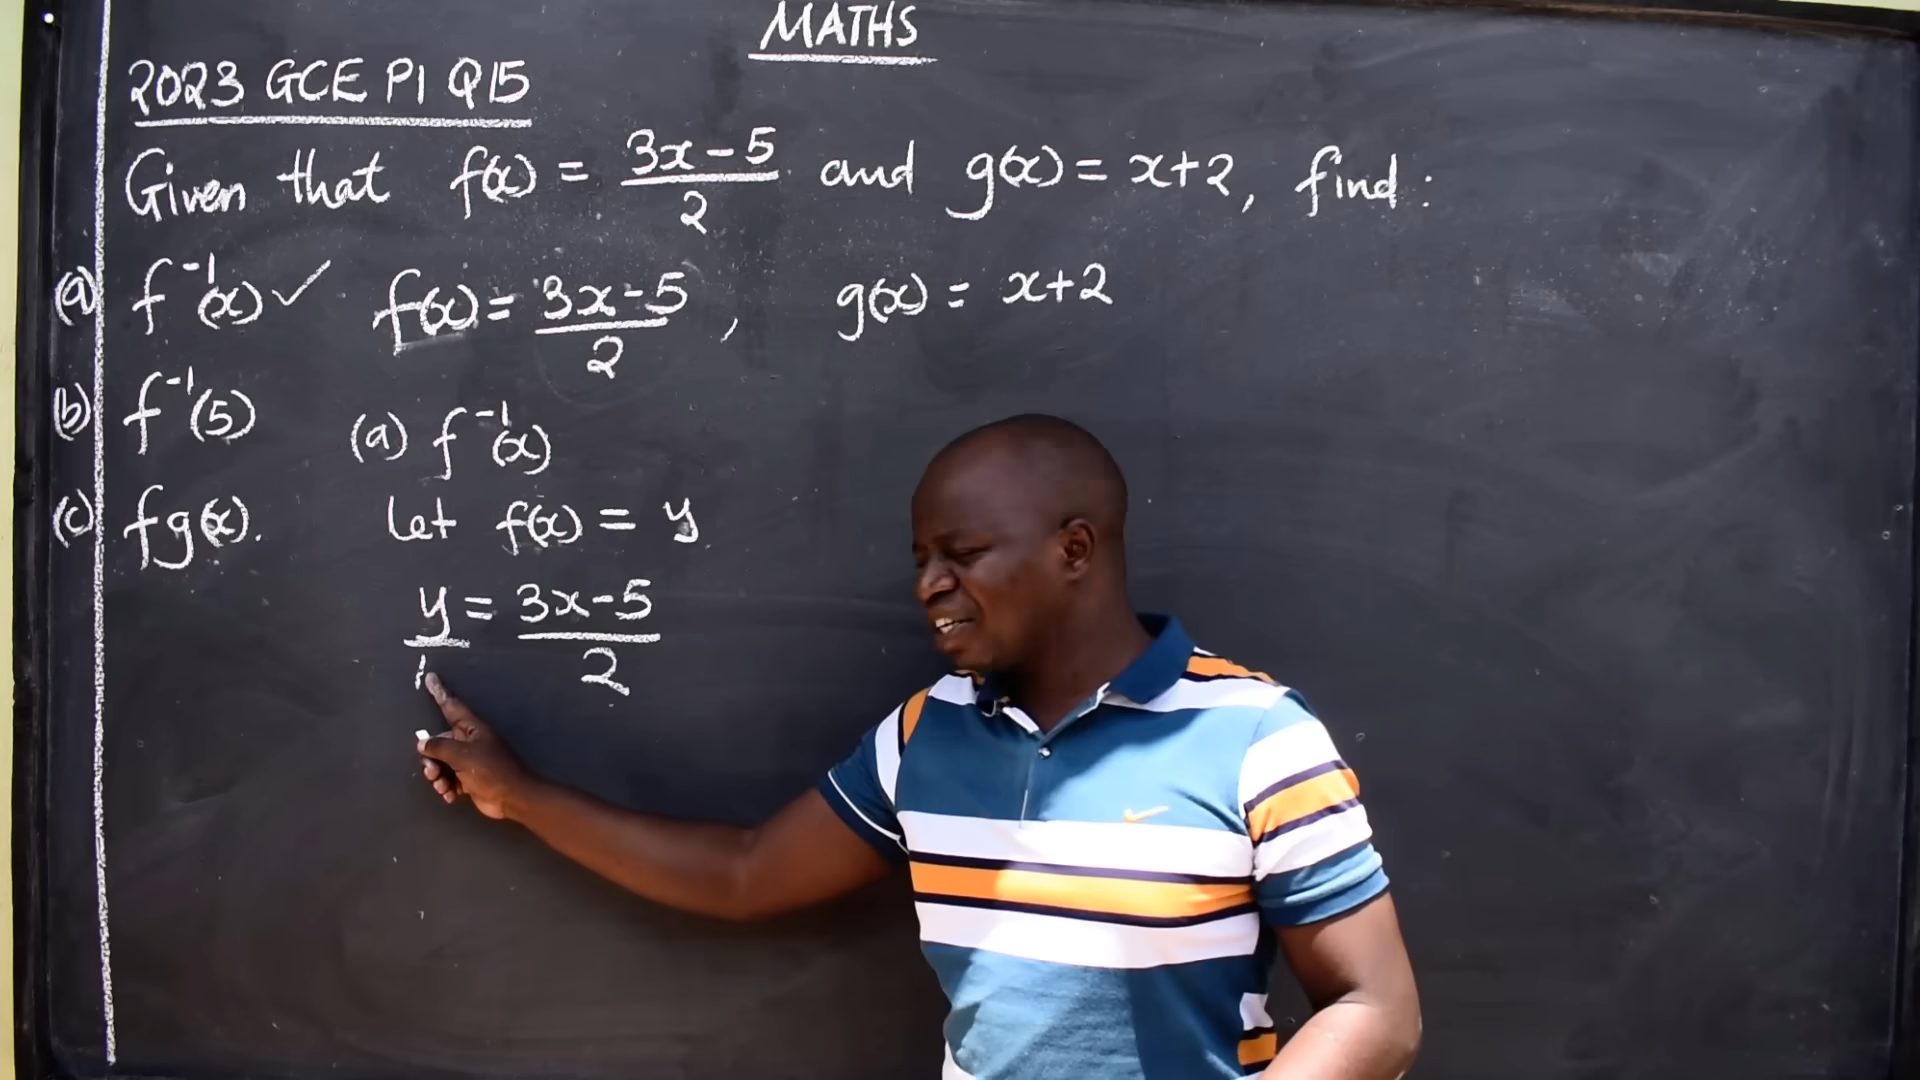 MATHS
2023 GCE P1 Q15
Given that f(x) = 3x-5/2 and g(x) = x+2, find:
(a) f⁻¹(x) ✓
f(x) = 3x-5/2, g(x) = x+2
(b) f⁻¹(5)
(a) f⁻¹(x)
(c) fg(x).
let f(x) = y
y/1 = 3x-5/2